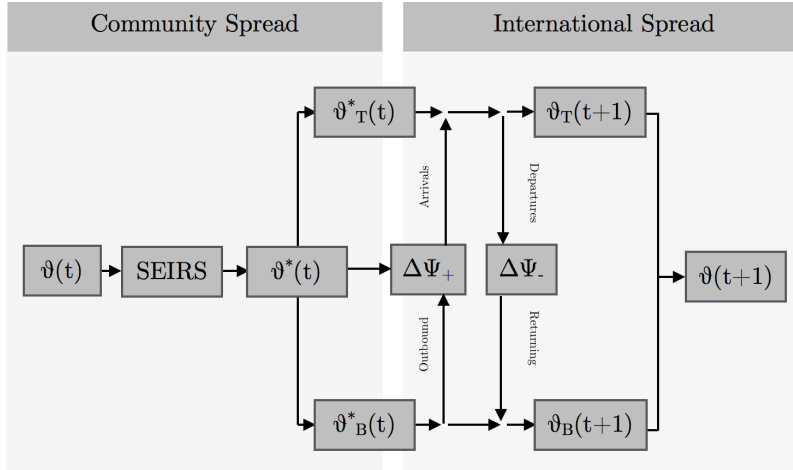 Community Spread
International Spread
ϑ*T(t)
ϑT(t+1)
Arrivals
Departures
ϑ(t)
SEIRS
ϑ*(t)
ΔΨ+
ΔΨ-
ϑ(t+1)
Outbound
Returning
ϑ*B(t)
ϑB(t+1)